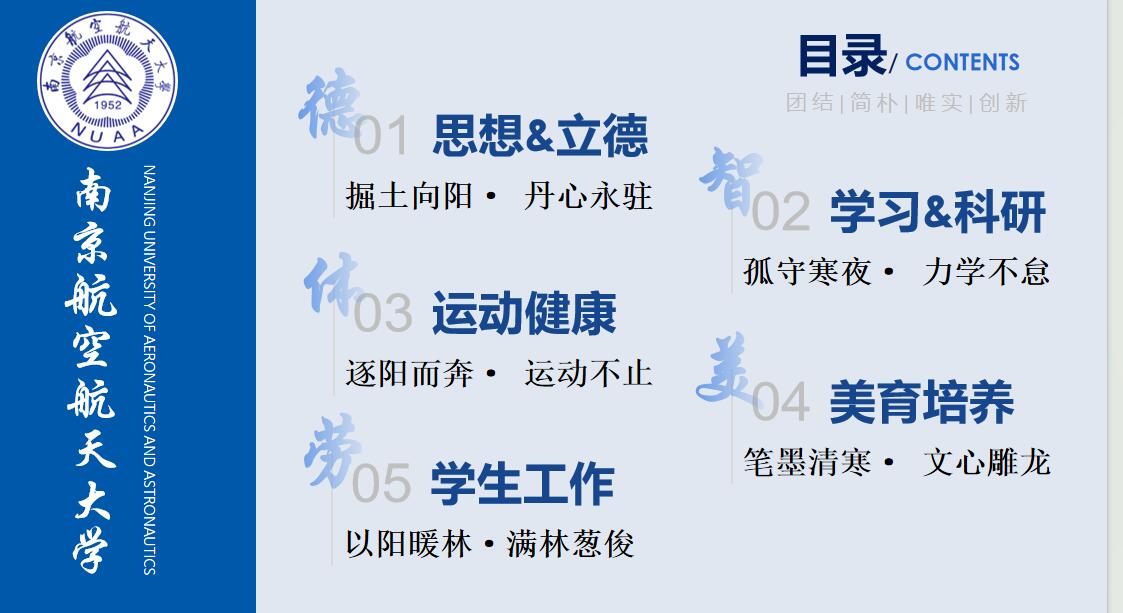 南京航空航天大學
1952
NUAA
南京航空航天大学
NANJING UNIVERSITY OF AERONAUTICS AND ASTRONAUTICS
目录/ CONTENTS
团结|简朴|唯实|创新
德
01 思想&立德
掘土向阳• 丹心永驻
智
02 学习&科研
孤守寒夜• 力学不怠
体
03 运动健康
逐阳而奔• 运动不止
美
04 美育培养
笔墨清寒• 文心雕龙
劳
05 学生工作
以阳暖林•满林葱俊